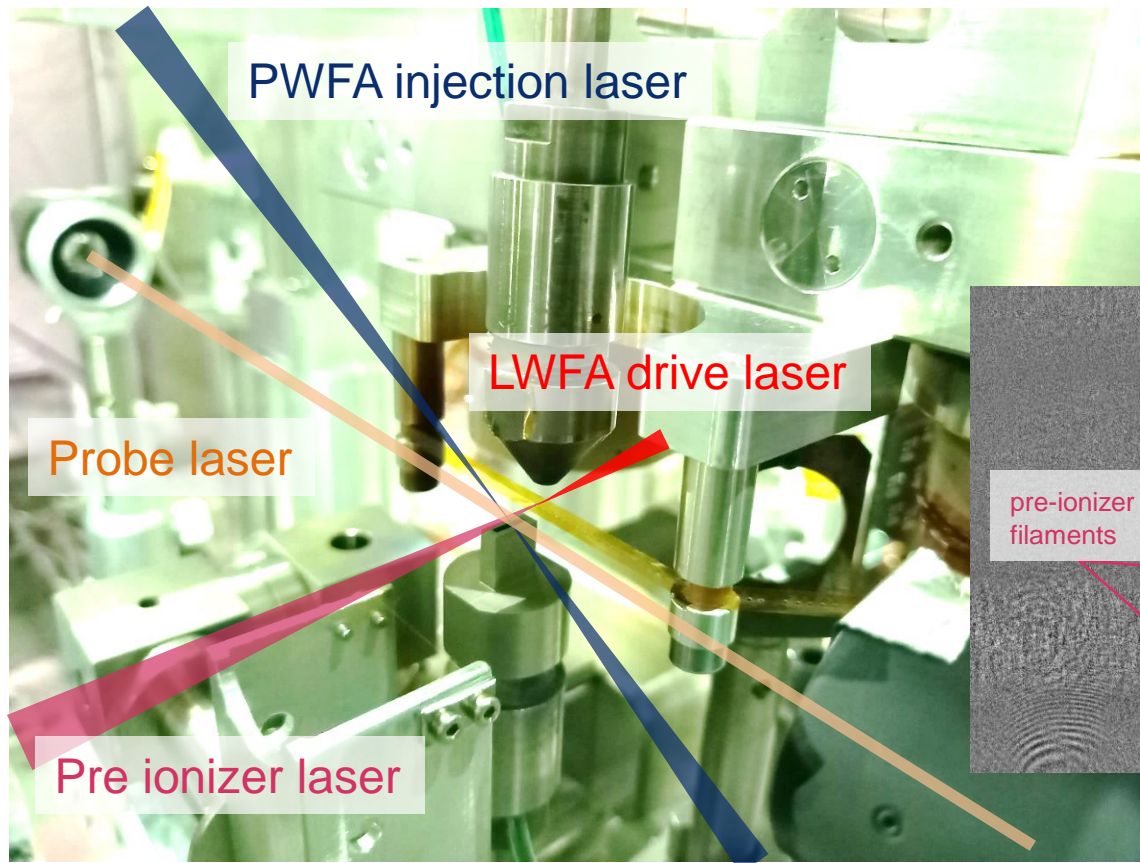 PWFA injection laser
LWFA drive laser
Probe laser
pre-ionizer
filaments
Pre ionizer laser